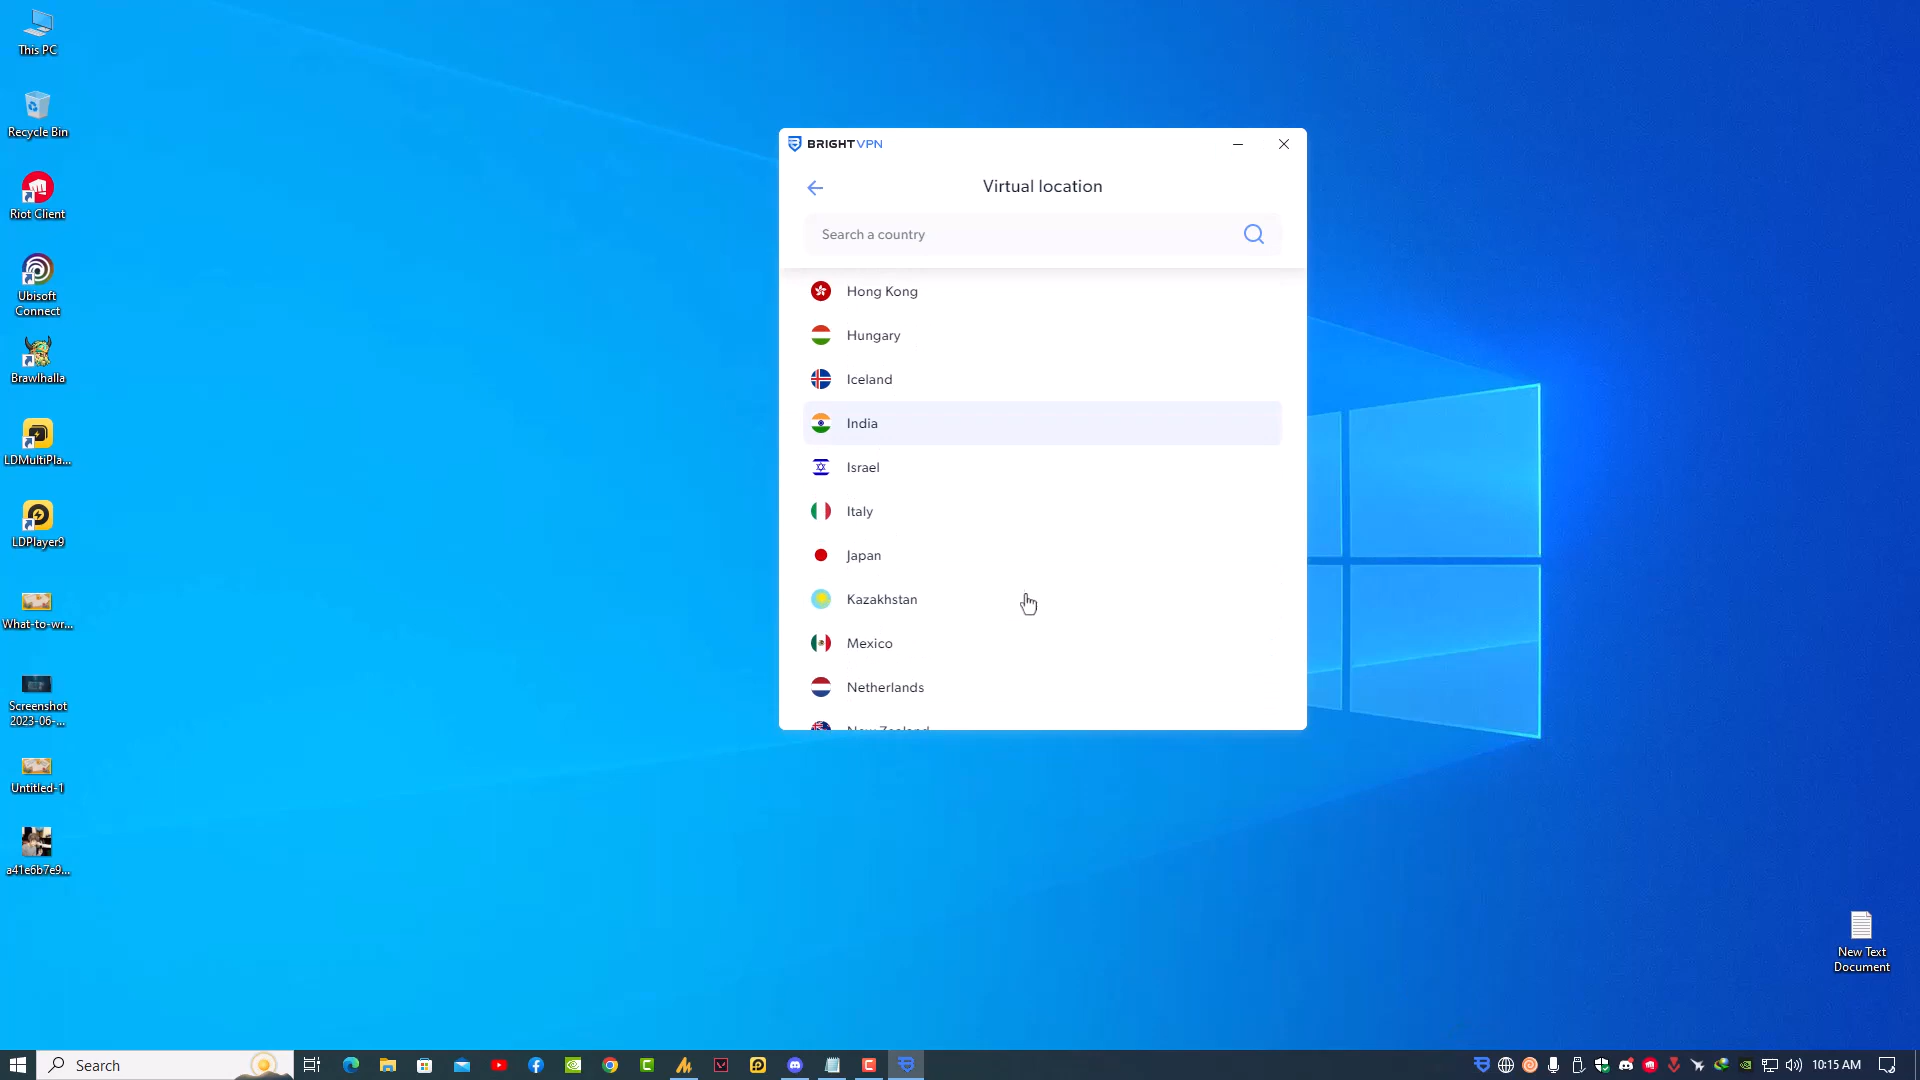 This PC
Recycle Bin
Riot Client
Ubisoft
Connect
Brawlhalla
LDMultiPla...
LDPlayer9
What-to-wr...
Screenshot
2023-06-...
Untitled-1
a41e6b7e9...
BRIGHTVPN
Virtual location
Search a country
Hong Kong
Hungary
Iceland
India
Israel
Italy
Japan
Kazakhstan
Mexico
Netherlands
New Zealand
New Text
Document
Search
10:15 AM